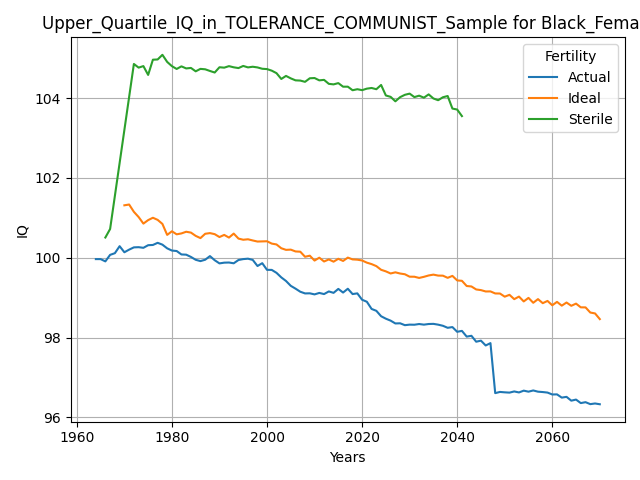 Upper_Quartile_IQ_in_TOLERANCE_COMMUNIST_Sample for Black_Fema
Fertility
Actual
Ideal
Sterile
IQ
104
102
100
98
96
1960
1980
2000
2020
2040
2060
Years